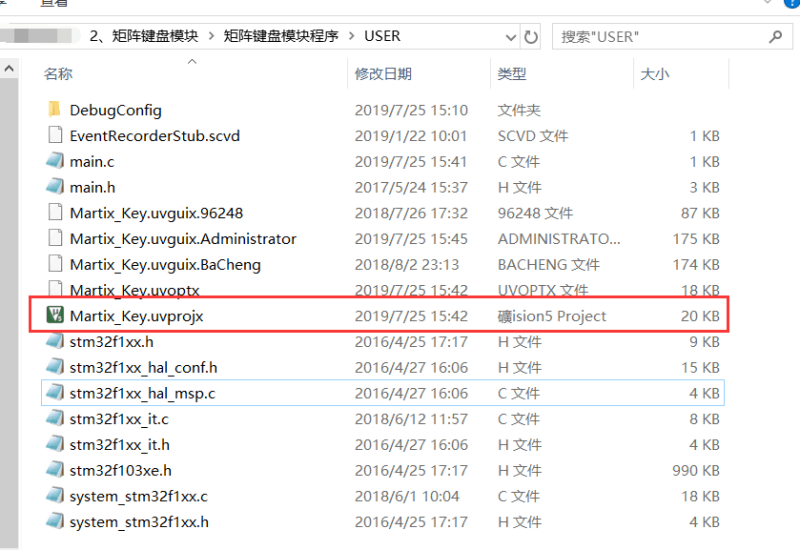 查看
2、矩阵键盘模块 › 矩阵键盘模块程序 › USER 搜索"USER"
名称 修改日期 类型 大小
DebugConfig 2019/7/25 15:10 文件夹
EventRecorderStub.scvd 2019/1/22 10:01 SCVD 文件 1 KB
main.c 2019/7/25 15:41 C 文件 1 KB
main.h 2017/5/24 15:37 H 文件 3 KB
Martix_Key.uvguix.96248 2018/7/26 17:32 96248 文件 87 KB
Martix_Key.uvguix.Administrator 2019/7/25 15:45 ADMINISTRATO... 175 KB
Martix_Key.uvguix.BaCheng 2018/8/2 23:13 BACHENG 文件 174 KB
Martix_Key.uvoptx 2019/7/25 15:42 UVOPTX 文件 18 KB
Martix_Key.uvprojx 2019/7/25 15:42 礦ision5 Project 20 KB
stm32f1xx.h 2016/4/25 17:17 H 文件 9 KB
stm32f1xx_hal_conf.h 2016/4/27 16:06 H 文件 15 KB
stm32f1xx_hal_msp.c 2016/4/27 16:06 C 文件 4 KB
stm32f1xx_it.c 2018/6/12 11:57 C 文件 8 KB
stm32f1xx_it.h 2016/4/27 16:06 H 文件 4 KB
stm32f103xe.h 2016/4/25 17:17 H 文件 990 KB
system_stm32f1xx.c 2018/6/1 10:04 C 文件 18 KB
system_stm32f1xx.h 2016/4/25 17:17 H 文件 4 KB